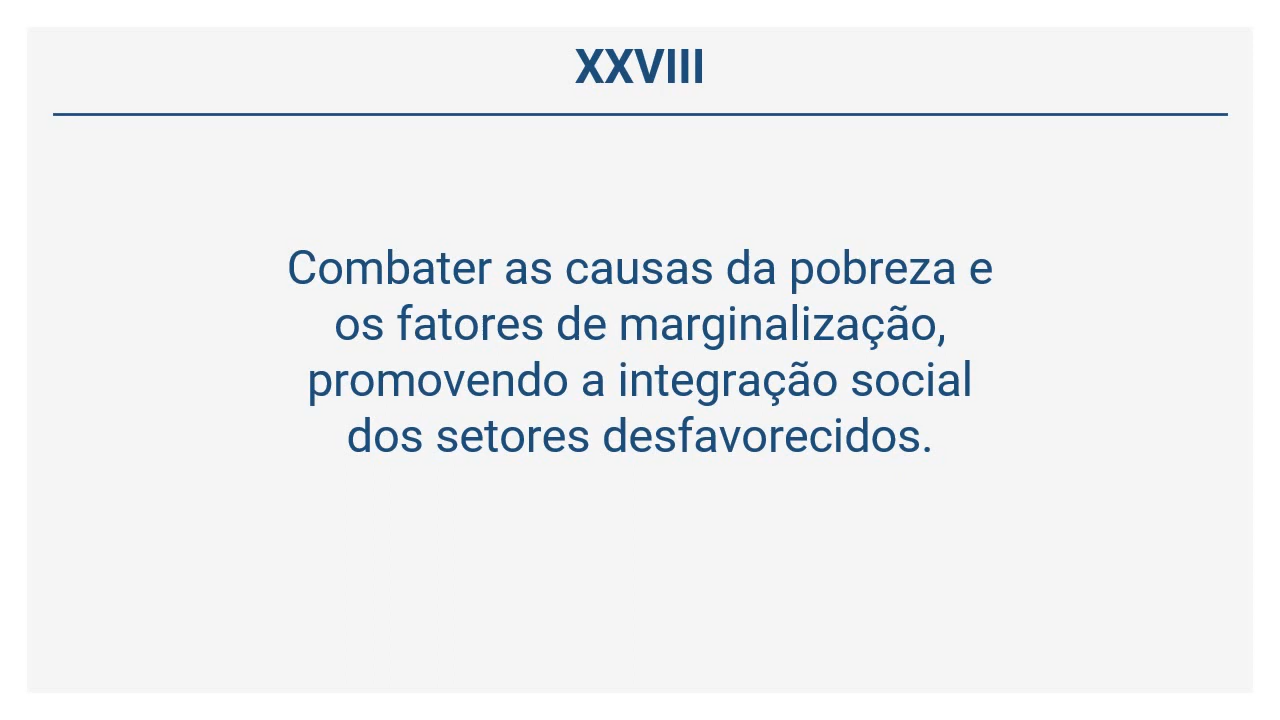 XXVIII
Combater as causas da pobreza e
os fatores de marginalização,
promovendo a integração social
dos setores desfavorecidos.